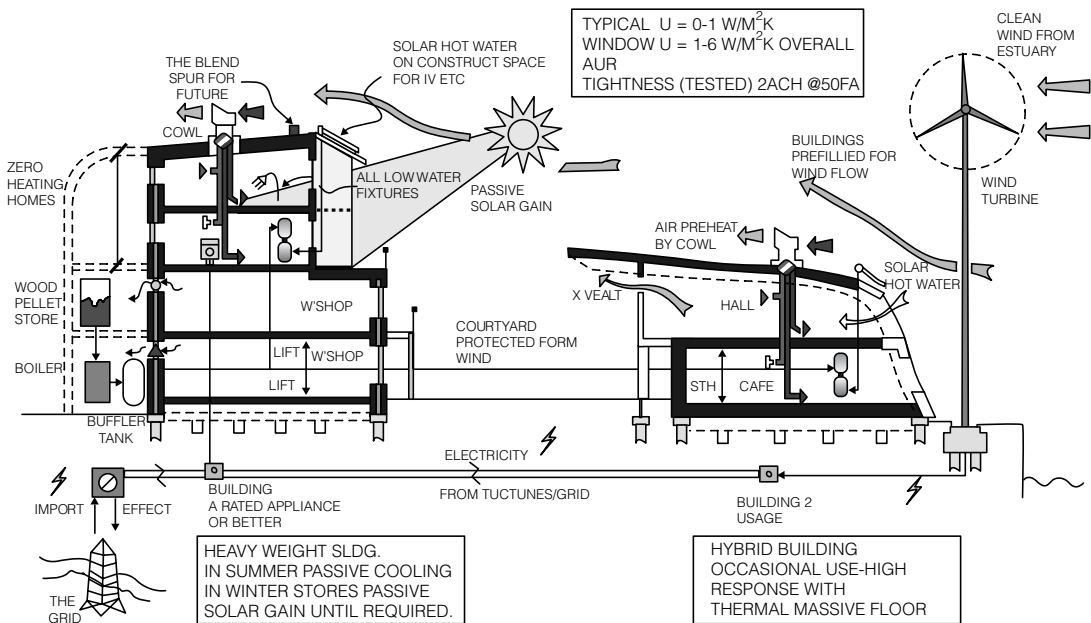 TYPICAL U = 0-1 W/M²K
WINDOW U = 1-6 W/M²K OVERALL
AUR
TIGHTNESS (TESTED) 2ACH @50FA
CLEAN
WIND FROM
ESTUARY
SOLAR HOT WATER
ON CONSTRUCT SPACE
FOR IV ETC
THE BLEND
SPUR FOR
FUTURE
COWL
ZERO
HEATING
HOMES
ALL LOW WATER
FIXTURES
PASSIVE
SOLAR GAIN
BUILDINGS
PREFILLIED FOR
WIND FLOW
WIND
TURBINE
AIR PREHEAT
BY COWL
SOLAR
HOT WATER
WOOD
PELLET
STORE
W'SHOP
X VEALT
HALL
COURTYARD
PROTECTED FORM
WIND
BOILER
LIFT
W'SHOP
LIFT
STH
CAFE
BUFFLER
TANK
ELECTRICITY
FROM TUCTUNES/GRID
IMPORT
EFFECT
BUILDING
A RATED APPLIANCE
OR BETTER
BUILDING 2
USAGE
THE
GRID
HEAVY WEIGHT SLDG.
IN SUMMER PASSIVE COOLING
IN WINTER STORES PASSIVE
SOLAR GAIN UNTIL REQUIRED.
HYBRID BUILDING
OCCASIONAL USE-HIGH
RESPONSE WITH
THERMAL MASSIVE FLOOR